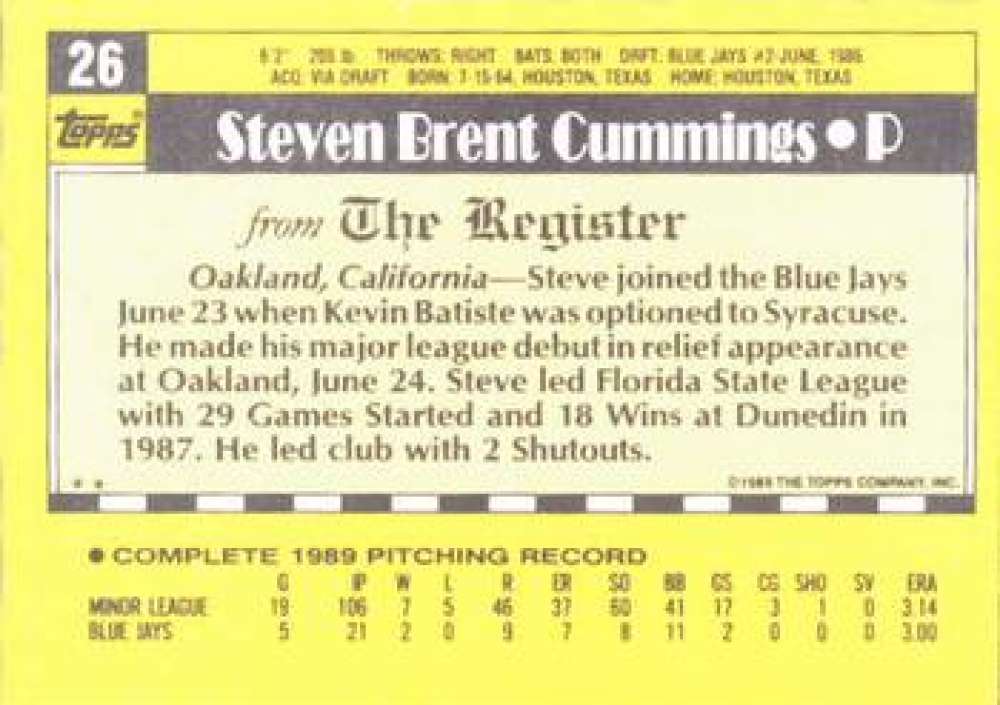 26
6'2" 205 lb THROWS: RIGHT BATS: BOTH DRFT: BLUE JAYS #2-JUNE, 1986
ACQ: VIA DRAFT BORN: 7-15-64, HOUSTON, TEXAS HOME: HOUSTON, TEXAS
Topps®
Steven Brent Cummings • P
from The Register
Oakland, California—Steve joined the Blue Jays
June 23 when Kevin Batiste was optioned to Syracuse.
He made his major league debut in relief appearance
at Oakland, June 24. Steve led Florida State League
with 29 Games Started and 18 Wins at Dunedin in
1987. He led club with 2 Shutouts.
* * ©1989 THE TOPPS COMPANY, INC.
• COMPLETE 1989 PITCHING RECORD
G IP W L R ER SO BB GS CG SHO SV ERA
MINOR LEAGUE 19 106 7 5 46 37 60 41 17 3 1 0 3.14
BLUE JAYS 5 21 2 0 9 7 8 11 2 0 0 0 3.00